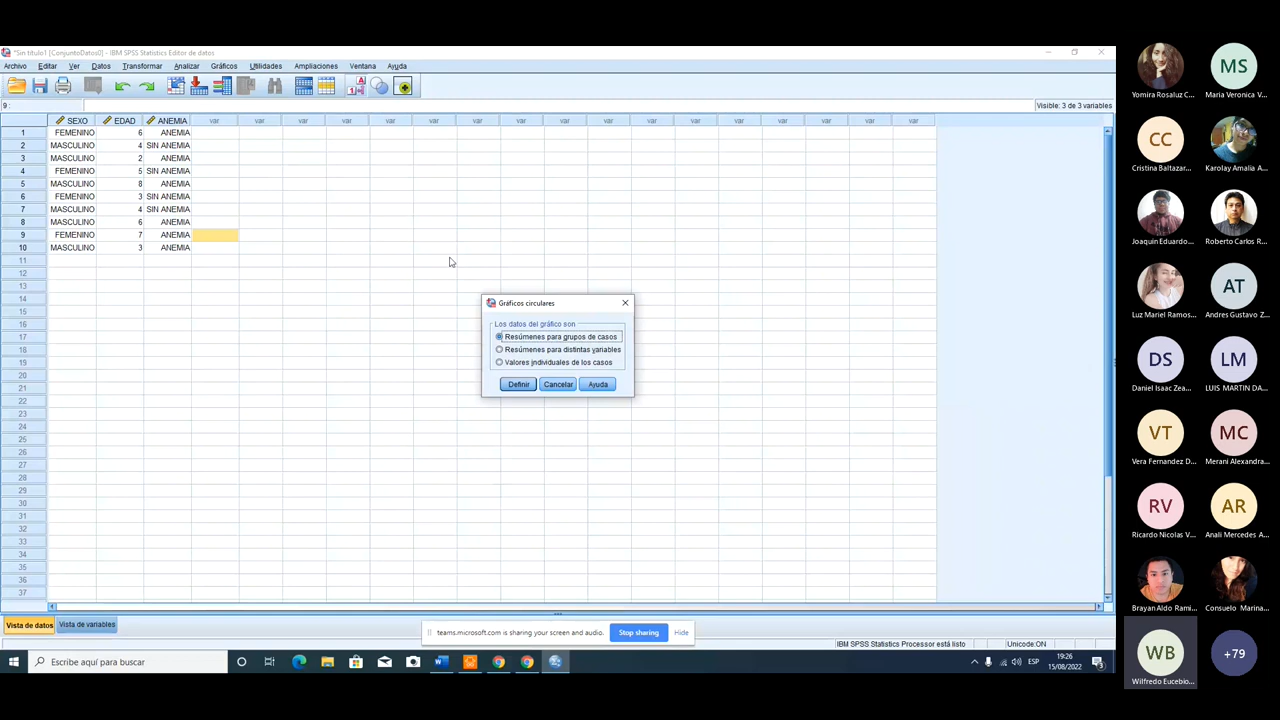 *Sin título1 [ConjuntoDatos0] - IBM SPSS Statistics Editor de datos
Archivo Editar Ver Datos Transformar Analizar Gráficos Utilidades Ampliaciones Ventana Ayuda
9 :
Visible: 3 de 3 variables
SEXO EDAD ANEMIA var var var var var var var var var var var var var var var var var
1 FEMENINO 6 ANEMIA
2 MASCULINO 4 SIN ANEMIA
3 MASCULINO 2 ANEMIA
4 FEMENINO 5 SIN ANEMIA
5 MASCULINO 8 ANEMIA
6 FEMENINO 3 SIN ANEMIA
7 MASCULINO 4 SIN ANEMIA
8 MASCULINO 6 ANEMIA
9 FEMENINO 7 ANEMIA
10 MASCULINO 3 ANEMIA
11
12
13
14
15
16
17
18
19
20
21
22
23
24
25
26
27
28
29
30
31
32
33
34
35
36
37
Gráficos circulares
Los datos del gráfico son
Resúmenes para grupos de casos
Resúmenes para distintas variables
Valores individuales de los casos
Definir Cancelar Ayuda
Vista de datos Vista de variables
teams.microsoft.com is sharing your screen and audio. Stop sharing Hide
IBM SPSS Statistics Processor está listo Unicode:ON
Escribe aquí para buscar
ESP
19:26
15/08/2022
3
Yomira Rosaluz C...
MS
Maria Veronica V...
CC
Cristina Baltazar...
Karolay Amalia A...
Joaquin Eduardo...
Roberto Carlos R...
Luz Mariel Ramos...
AT
Andres Gustavo Z...
DS
Daniel Isaac Zea...
LM
LUIS MARTIN DA...
VT
Vera Fernandez D...
MC
Merani Alexandra...
RV
Ricardo Nicolas V...
AR
Anali Mercedes A...
Brayan Aldo Rami...
Consuelo Marina...
WB
Wilfredo Eucebio...
+79